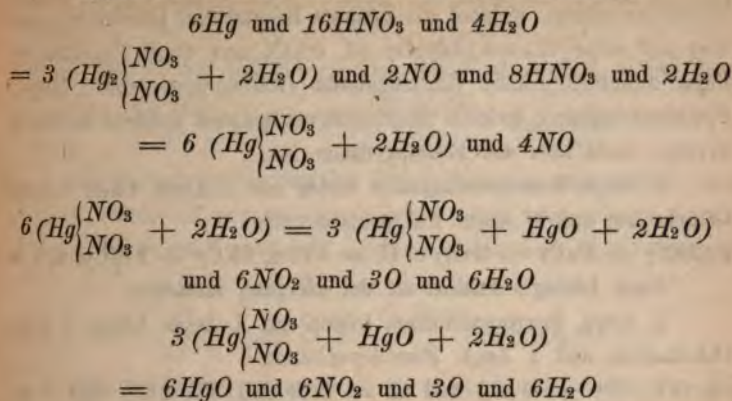 6Hg und 16HNO₃ und 4H₂O
= 3 (Hg₂{NO₃ NO₃ + 2H₂O) und 2NO und 8HNO₃ und 2H₂O
= 6 (Hg{NO₃ NO₃ + 2H₂O) und 4NO
6(Hg{NO₃ NO₃ + 2H₂O) = 3 (Hg{NO₃ NO₃ + HgO + 2H₂O)
und 6NO₂ und 3O und 6H₂O
3(Hg{NO₃ NO₃ + HgO + 2H₂O)
= 6HgO und 6NO₂ und 3O und 6H₂O